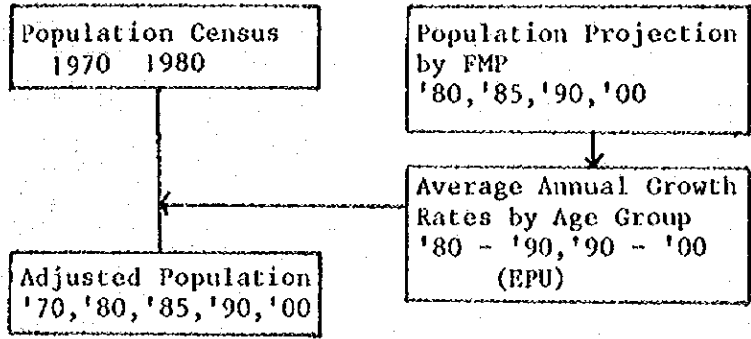 Population Census
1970 1980
Population Projection
by FMP
'80,'85,'90,'00
Average Annual Growth
Rates by Age Group
'80 - '90,'90 - '00
(EPU)
Adjusted Population
'70,'80,'85,'90,'00